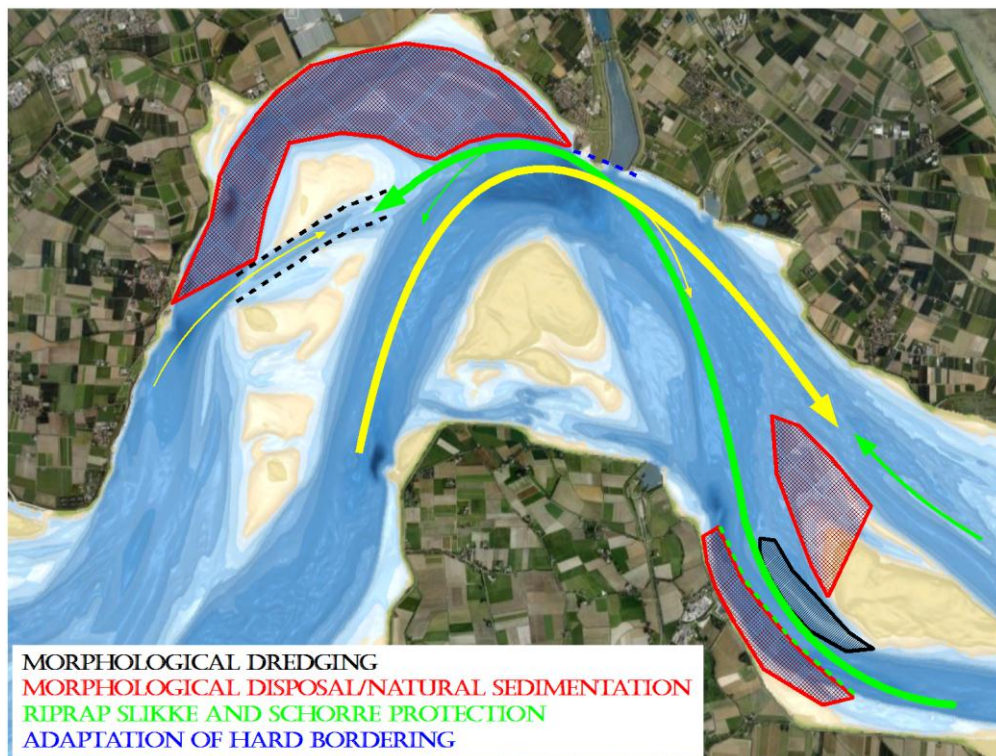 MORPHOLOGICAL DREDGING
MORPHOLOGICAL DISPOSAL/NATURAL SEDIMENTATION
RIPRAP SLIKKE AND SCHORRE PROTECTION
ADAPTATION OF HARD BORDERING